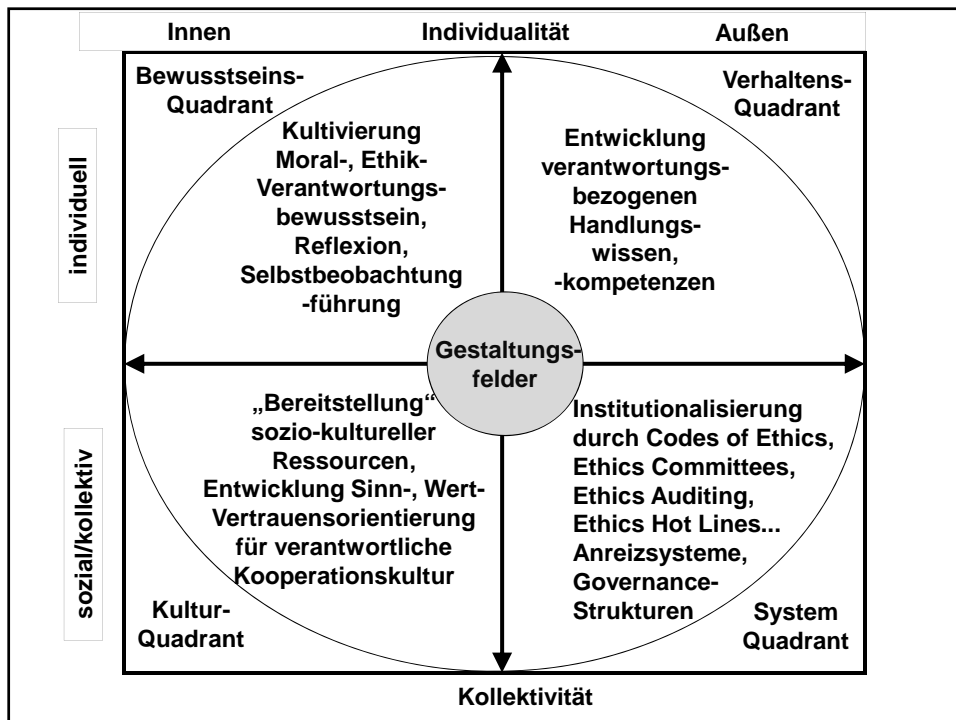 Innen Individualität Außen
Bewusstseins-
Quadrant
Verhaltens-
Quadrant
individuell
Kultivierung
Moral-, Ethik-
Verantwortungs-
bewusstsein,
Reflexion,
Selbstbeobachtung
-führung
Entwicklung
verantwortungs-
bezogenen
Handlungs-
wissen,
-kompetenzen
Gestaltungs-
felder
sozial/kollektiv
„Bereitstellung“
sozio-kultureller
Ressourcen,
Entwicklung Sinn-, Wert-
Vertrauensorientierung
für verantwortliche
Kooperationskultur
Institutionalisierung
durch Codes of Ethics,
Ethics Committees,
Ethics Auditing,
Ethics Hot Lines...
Anreizsysteme,
Governance-
Strukturen
Kultur-
Quadrant
System
Quadrant
Kollektivität